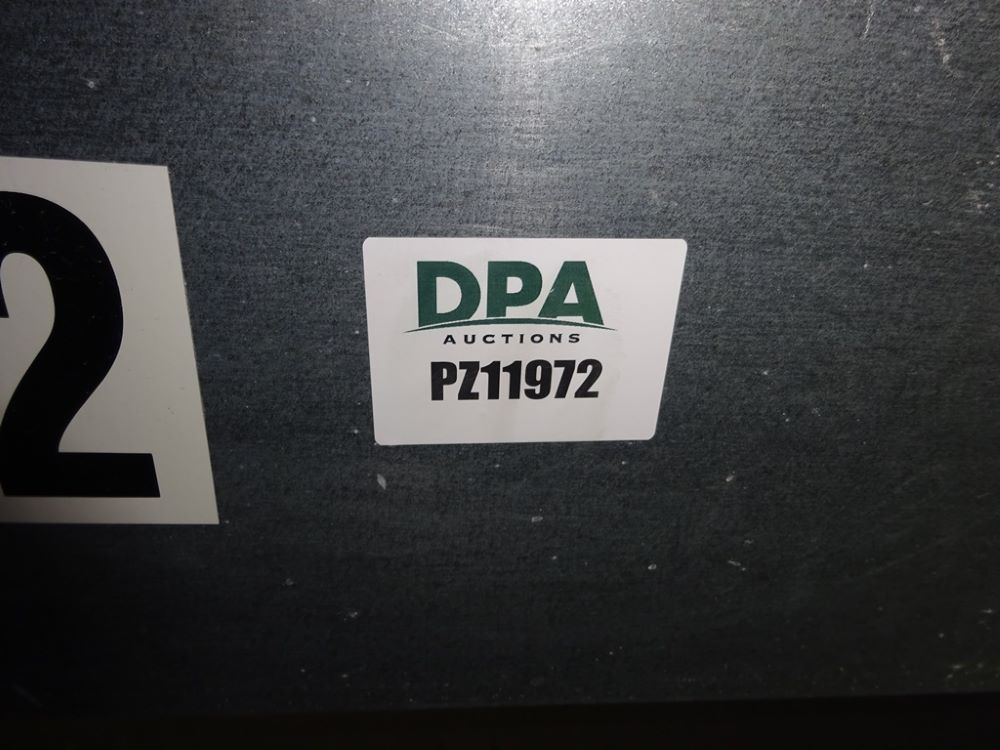 2
DPA
AUCTIONS
PZ11972